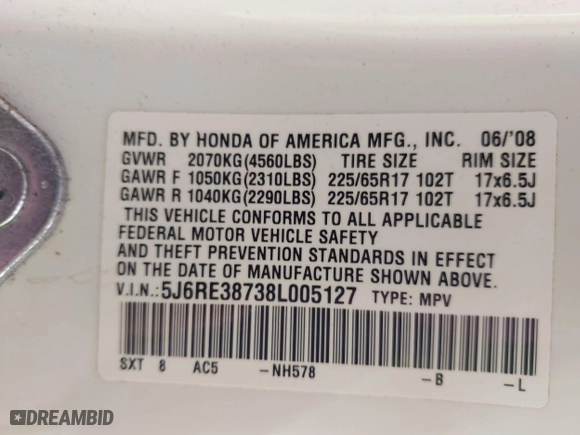 MFD. BY HONDA OF AMERICA MFG., INC. 06/'08
GVWR 2070KG(4560LBS) TIRE SIZE RIM SIZE
GAWR F 1050KG(2310LBS) 225/65R17 102T 17x6.5J
GAWR R 1040KG(2290LBS) 225/65R17 102T 17x6.5J
THIS VEHICLE CONFORMS TO ALL APPLICABLE
FEDERAL MOTOR VEHICLE SAFETY
AND THEFT PREVENTION STANDARDS IN EFFECT
ON THE DATE OF MANUFACTURE SHOWN ABOVE.
V.I.N.:5J6RE38738L005127 TYPE: MPV
SXT 8 AC5 -NH578 -B -L
DREAMBID